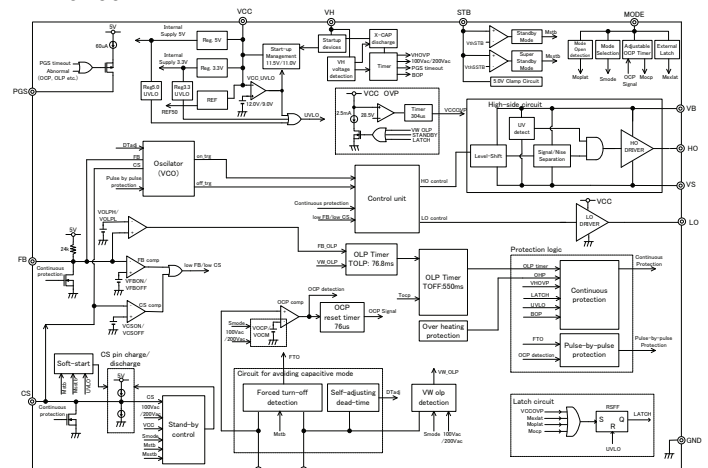 VCC
VH
STB
MODE
Internal
Supply 5V
Reg. 5V
5V
60uA
Internal
Supply 3.3V
Reg. 3.3V
PGS timeout
Abnormal
(OCP, OLP etc.)
PGS
Reg5.0
UVLO
Reg3.3
UVLO
REF
REF50
Start-up
Management
11.5V/11.0V
VCC_UVLO
12.0V/9.0V
UVLO
Startup
devices
X-CAP
discharge
VH
voltage
detection
Timer
VHOVP
100Vac/200Vac
PGS timeout
BOP
VthSTB
Standby
Mode
Mstb
VthSSTB
Super
Standby
Mode
Msstb
5.0V Clamp Circuit
Mode
Open
detection
Mode
Selection
Adjustable
OCP Timer
External
Latch
Moplat
Smode
OCP
Signal
Mocp
Mexlat
VCC OVP
2.5mA
28.5V
Timer
304us
VCCOVP
VW OLP
STANDBY
LATCH
High-side circuit
UV
detect
Level-Shift
Signal/Nise
Separation
HO
DRIVER
VB
HO
VS
DTadj
FB
CS
Pulse by pulse
protection
Oscilator
(VCO)
on_trg
off_trg
Continuous protection
low FB/low CS
Control unit
HO control
LO control
VCC
LO
DRIVER
LO
VOLPH/
VOLPL
5V
24k
FB
Continuous
protection
FB comp
VFBON/
VFBOFF
low FB/low CS
CS comp
VCSON/
VCSOFF
FB_OLP
VW_OLP
OLP Timer
TOLP: 76.8ms
OLP Timer
TOFF:550ms
Tocp
Over heating
protection
Protection logic
OLP timer
OHP
VHOVP
LATCH
UVLO
BOP
Continuous
protection
Continuous
Protection
FTO
OCP detection
Pulse-by-pulse
protection
Pulse-by-pulse
Protection
OCP comp
OCP detection
Smode
100Vac
/200Vac
VOCP/
VOCM
OCP
reset timer
76us
OCP Signal
FTO
CS pin charge/
discharge
Soft-start
5V
Mstb
UVLO
CS
Continuous
protection
CS
100Vac
/200Vac
VCC
Smode
Mstb
Msstb
Stand-by
control
Circuit for avoiding capacitive mode
Forced turn-off
detection
Self-adjusting
dead-time
DTadj
Mstb
VW_OLP
VW olp
detection
Smode
100Vac
/200Vac
Latch circuit
VCCOVP
Mexlat
Moplat
Mocp
RSFF
S
Q
R
LATCH
UVLO
GND